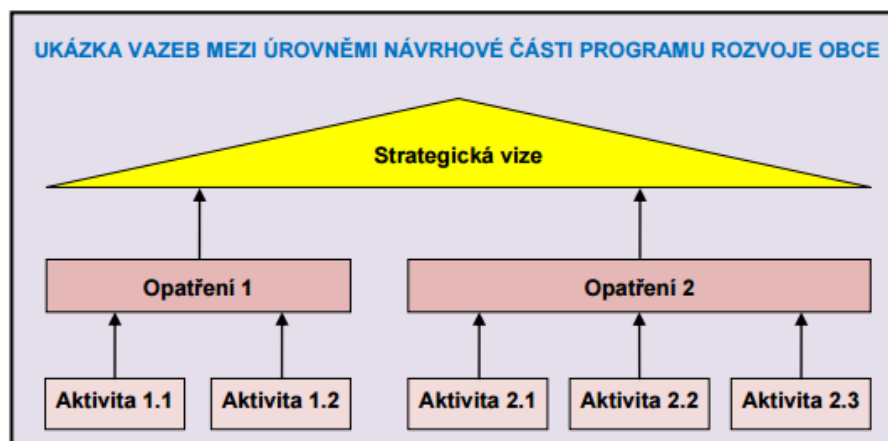 UKÁZKA VAZEB MEZI ÚROVNĚMI NÁVRHOVÉ ČÁSTI PROGRAMU ROZVOJE OBCE
Strategická vize
Opatření 1
Opatření 2
Aktivita 1.1
Aktivita 1.2
Aktivita 2.1
Aktivita 2.2
Aktivita 2.3